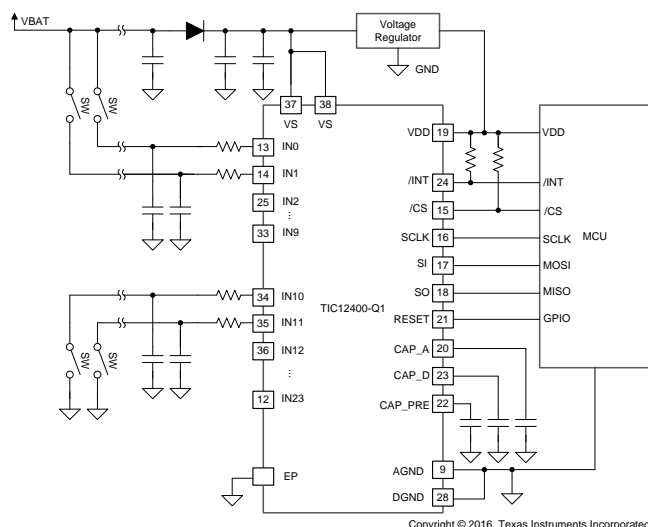 VBAT
Voltage
Regulator
GND
37
38
VS
VS
SW
SW
13
IN0
14
IN1
25
IN2
⋮
33
IN9
34
IN10
35
IN11
36
IN12
⋮
12
IN23
EP
SW
SW
TIC12400-Q1
VDD
19
/INT
24
/CS
15
SCLK
16
SI
17
SO
18
RESET
21
CAP_A
20
CAP_D
23
CAP_PRE
22
AGND
9
DGND
28
VDD
/INT
/CS
SCLK
MOSI
MISO
GPIO
MCU
Copyright © 2016, Texas Instruments Incorporated